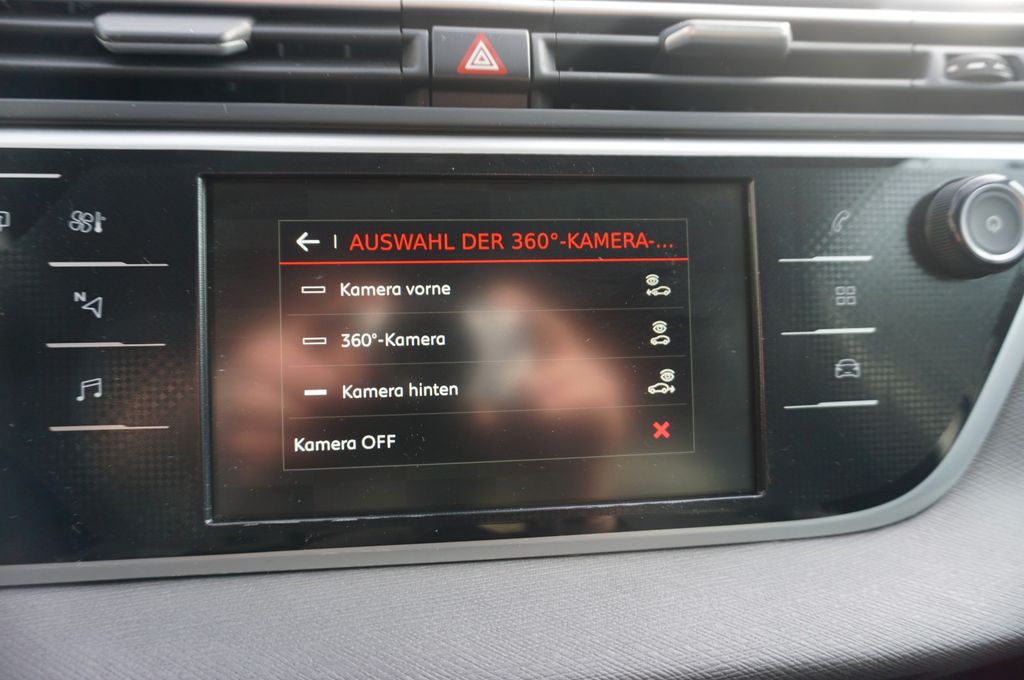 AUSWAHL DER 360°-KAMERA-...
N
Kamera vorne
360°-Kamera
Kamera hinten
Kamera OFF